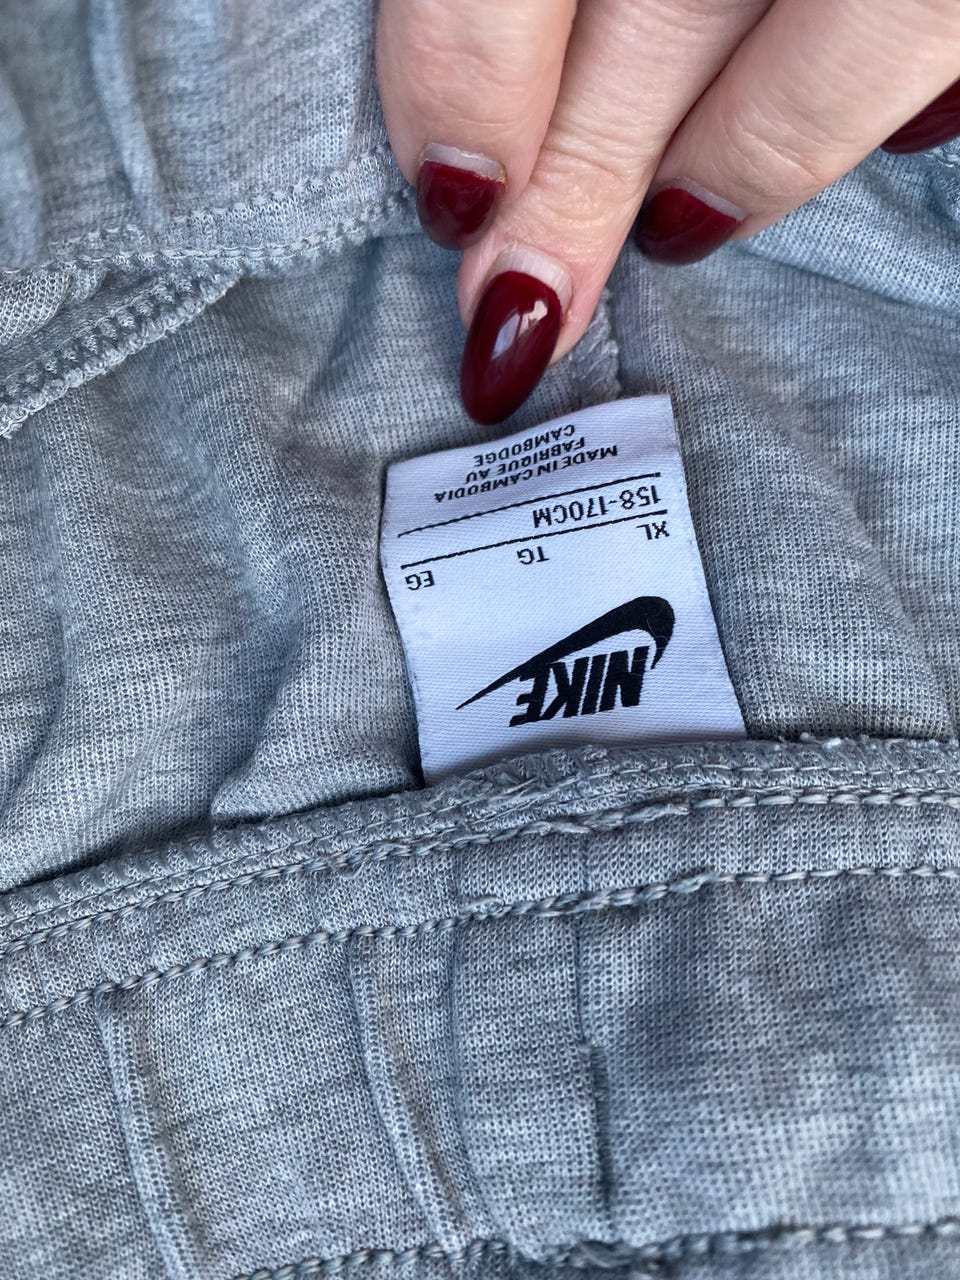 NIKE
XL TG EG
158-170CM
MADE IN CAMBODIA
FABRIQUE AU
CAMBODGE